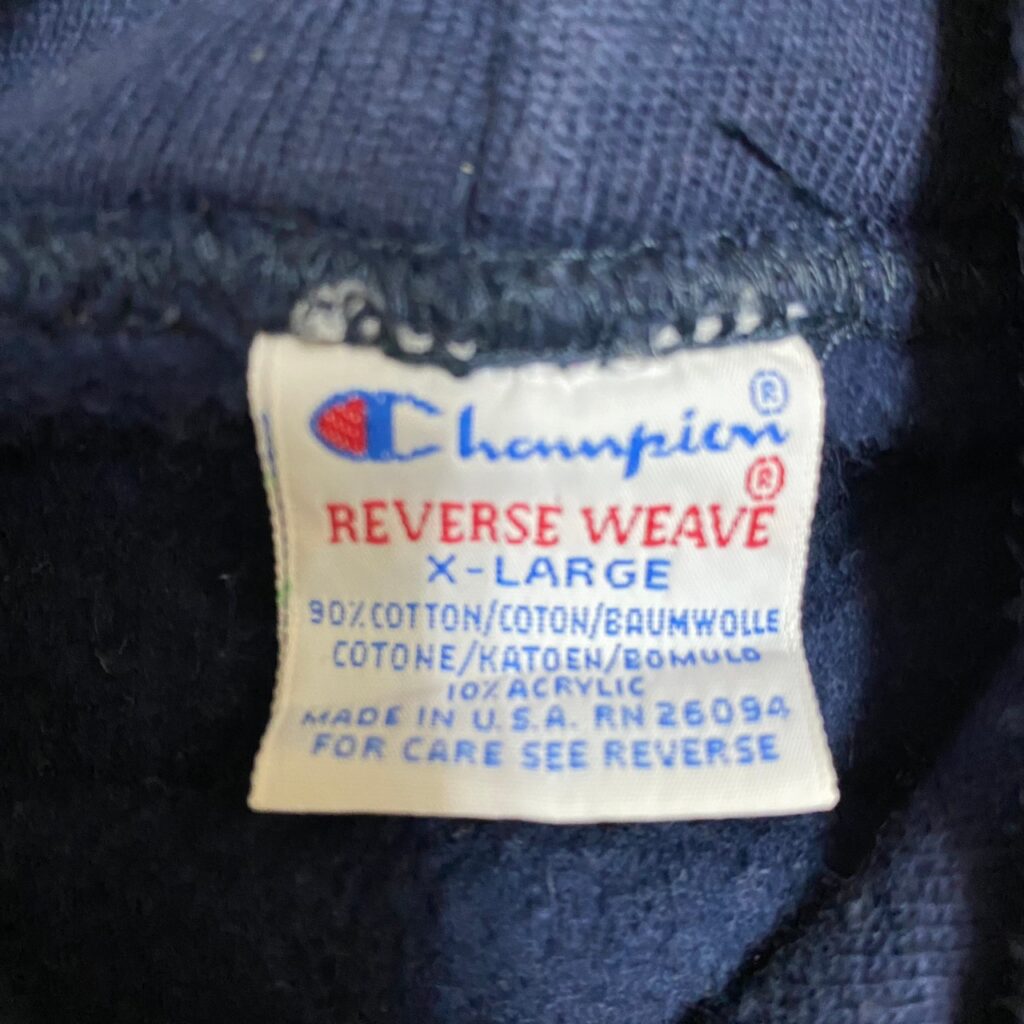 Champion®
REVERSE WEAVE®
X-LARGE
90% COTTON/COTON/BAUMWOLLE
COTONE/KATOEN/BOMULD
10% ACRYLIC
MADE IN U.S.A. RN 26094
FOR CARE SEE REVERSE